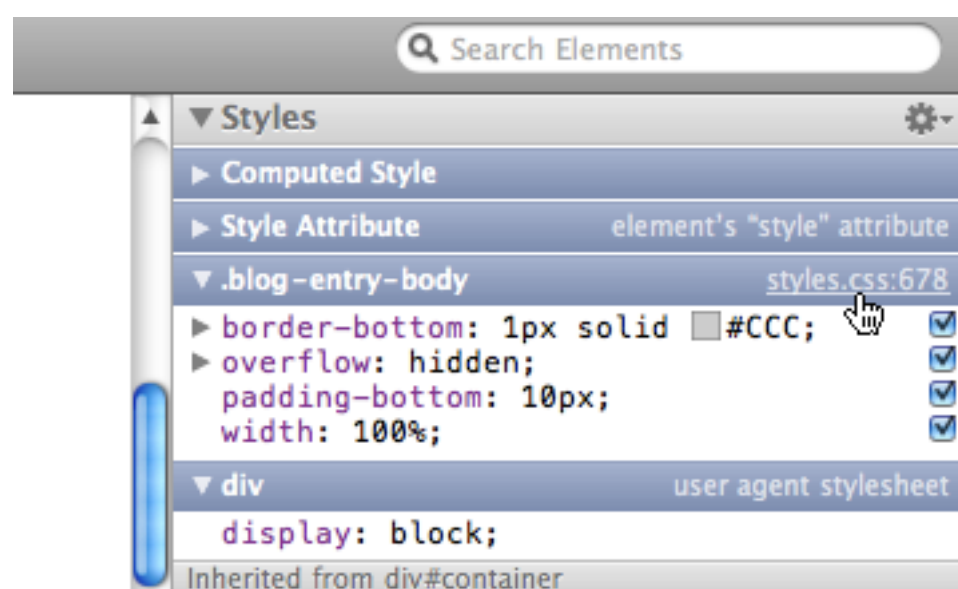 Search Elements
Styles
Computed Style
Style Attribute element's "style" attribute
.blog-entry-body styles.css:678
border-bottom: 1px solid #CCC;
overflow: hidden;
padding-bottom: 10px;
width: 100%;
div user agent stylesheet
display: block;
Inherited from div#container